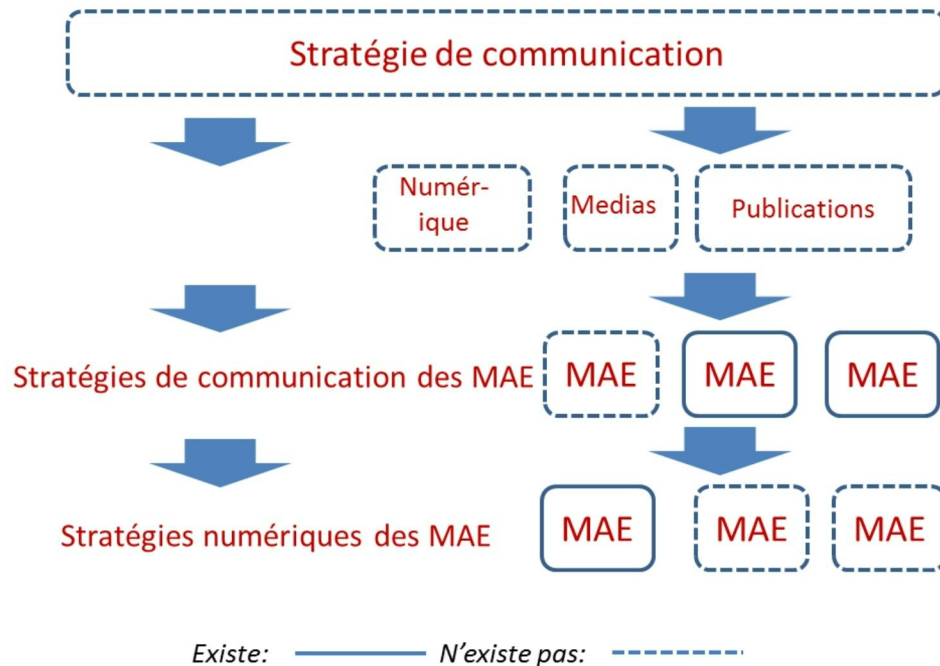 Stratégie de communication
Numér-
ique
Medias
Publications
Stratégies de communication des MAE
MAE
MAE
MAE
Stratégies numériques des MAE
MAE
MAE
MAE
Existe:
N'existe pas: